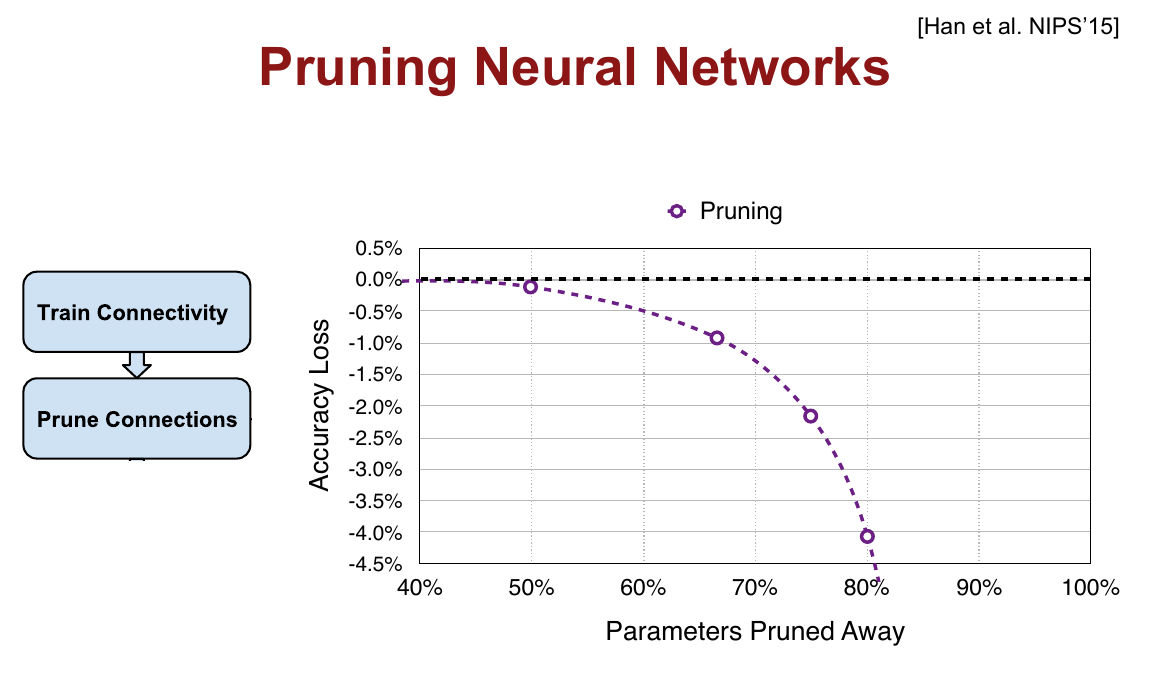 [Han et al. NIPS’15]
Pruning Neural Networks
Train Connectivity
Prune Connections
Pruning
Accuracy Loss
0.5%
0.0%
-0.5%
-1.0%
-1.5%
-2.0%
-2.5%
-3.0%
-3.5%
-4.0%
-4.5%
40% 50% 60% 70% 80% 90% 100%
Parameters Pruned Away